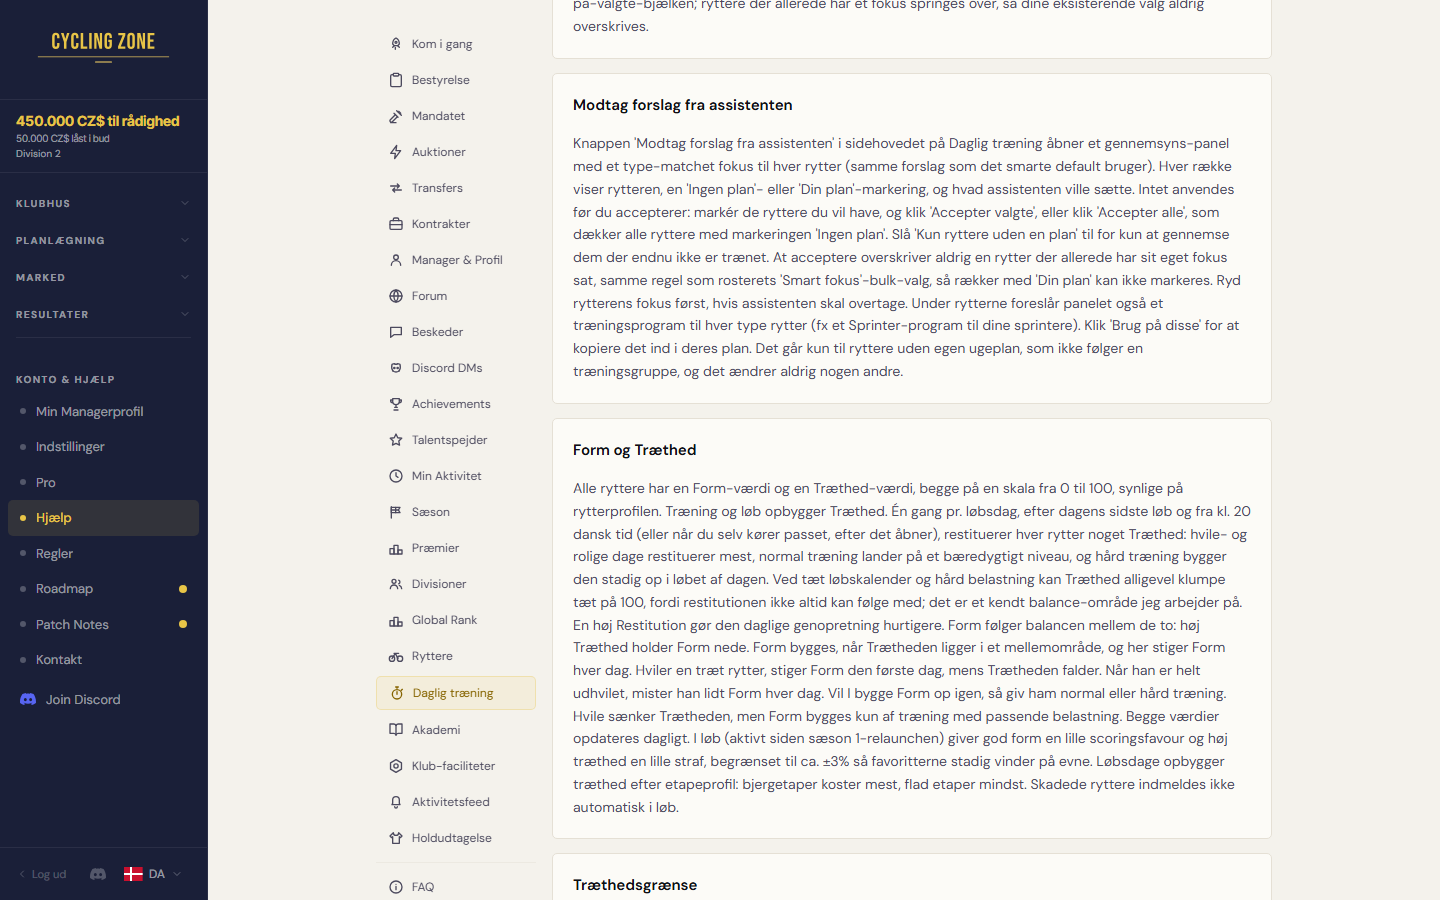 CYCLING ZONE
450.000 CZ$ til rådighed
50.000 CZ$ låst i bud
Division 2
KLUBHUS
PLANLÆGNING
MARKED
RESULTATER
KONTO & HJÆLP
Min Managerprofil
Indstillinger
Pro
Hjælp
Regler
Roadmap
Patch Notes
Kontakt
Join Discord
Log ud
DA
Kom i gang
Bestyrelse
Mandatet
Auktioner
Transfers
Kontrakter
Manager & Profil
Forum
Beskeder
Discord DMs
Achievements
Talentspejder
Min Aktivitet
Sæson
Præmier
Divisioner
Global Rank
Ryttere
Daglig træning
Akademi
Klub-faciliteter
Aktivitetsfeed
Holdudtagelse
FAQ
på-valgte-bjælken; ryttere der allerede har et fokus springes over, så dine eksisterende valg aldrig
overskrives.
Modtag forslag fra assistenten
Knappen 'Modtag forslag fra assistenten' i sidehovedet på Daglig træning åbner et gennemsyns-panel
med et type-matchet fokus til hver rytter (samme forslag som det smarte default bruger). Hver række
viser rytteren, en 'Ingen plan'- eller 'Din plan'-markering, og hvad assistenten ville sætte. Intet anvendes
før du accepterer: markér de ryttere du vil have, og klik 'Accepter valgte', eller klik 'Accepter alle', som
dækker alle ryttere med markeringen 'Ingen plan'. Slå 'Kun ryttere uden en plan' til for kun at gennemse
dem der endnu ikke er trænet. At acceptere overskriver aldrig en rytter der allerede har sit eget fokus
sat, samme regel som rosterets 'Smart fokus'-bulk-valg, så rækker med 'Din plan' kan ikke markeres. Ryd
rytterens fokus først, hvis assistenten skal overtage. Under rytterne foreslår panelet også et
træningsprogram til hver type rytter (fx et Sprinter-program til dine sprintere). Klik 'Brug på disse' for at
kopiere det ind i deres plan. Det går kun til ryttere uden egen ugeplan, som ikke følger en
træningsgruppe, og det ændrer aldrig nogen andre.
Form og Træthed
Alle ryttere har en Form-værdi og en Træthed-værdi, begge på en skala fra 0 til 100, synlige på
rytterprofilen. Træning og løb opbygger Træthed. Én gang pr. løbsdag, efter dagens sidste løb og fra kl. 20
dansk tid (eller når du selv kører passet, efter det åbner), restituerer hver rytter noget Træthed: hvile- og
rolige dage restituerer mest, normal træning lander på et bæredygtigt niveau, og hård træning bygger
den stadig op i løbet af dagen. Ved tæt løbskalender og hård belastning kan Træthed alligevel klumpe
tæt på 100, fordi restitutionen ikke altid kan følge med; det er et kendt balance-område jeg arbejder på.
En høj Restitution gør den daglige genopretning hurtigere. Form følger balancen mellem de to: høj
Træthed holder Form nede. Form bygges, når Trætheden ligger i et mellemområde, og her stiger Form
hver dag. Hviler en træt rytter, stiger Form den første dag, mens Trætheden falder. Når han er helt
udhvilet, mister han lidt Form hver dag. Vil I bygge Form op igen, så giv ham normal eller hård træning.
Hvile sænker Trætheden, men Form bygges kun af træning med passende belastning. Begge værdier
opdateres dagligt. I løb (aktivt siden sæson 1-relaunchen) giver god form en lille scoringsfavour og høj
træthed en lille straf, begrænset til ca. ±3% så favoritterne stadig vinder på evne. Løbsdage opbygger
træthed efter etapeprofil: bjergetaper koster mest, flad etaper mindst. Skadede ryttere indmeldes ikke
automatisk i løb.
Træthedsgrænse